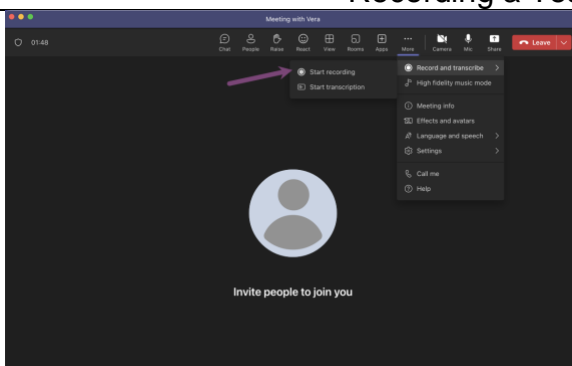 Recording a
Meeting with Vera
01:48
Chat People Raise React View Rooms Apps More Camera Mic Share Leave
Start recording
Start transcription
Record and transcribe
High fidelity music mode
Meeting info
Effects and avatars
Language and speech
Settings
Call me
Help
Invite people to join you